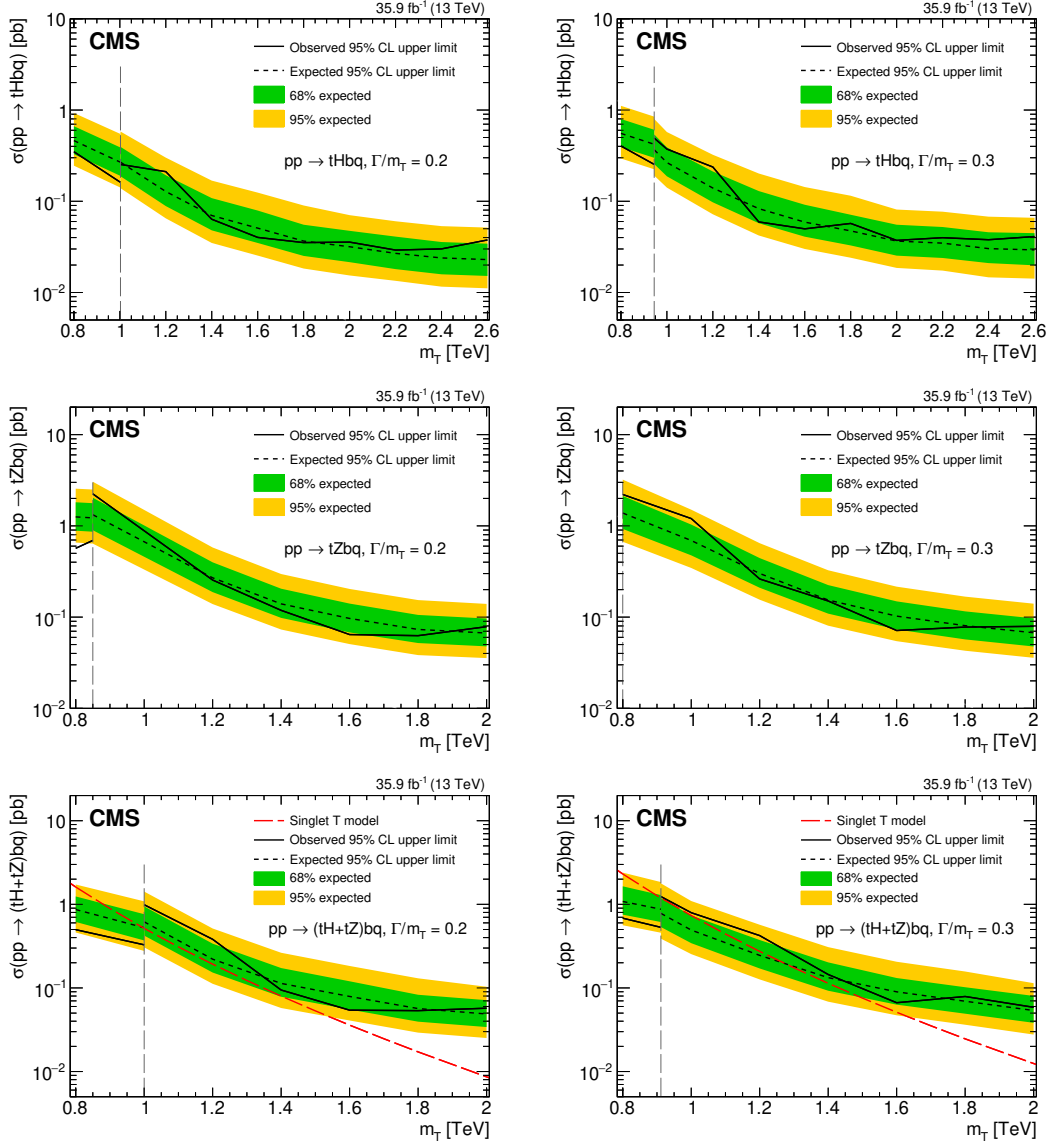 35.9 fb⁻¹ (13 TeV)
σ(pp → tHbq) [pb]
CMS
Observed 95% CL upper limit
Expected 95% CL upper limit
68% expected
95% expected
pp → tHbq, Γ/m_T = 0.2
10
1
10⁻¹
10⁻²
0.8 1 1.2 1.4 1.6 1.8 2 2.2 2.4 2.6
m_T [TeV]
35.9 fb⁻¹ (13 TeV)
σ(pp → tHbq) [pb]
CMS
Observed 95% CL upper limit
Expected 95% CL upper limit
68% expected
95% expected
pp → tHbq, Γ/m_T = 0.3
10
1
10⁻¹
10⁻²
0.8 1 1.2 1.4 1.6 1.8 2 2.2 2.4 2.6
m_T [TeV]
35.9 fb⁻¹ (13 TeV)
σ(pp → tZbq) [pb]
CMS
Observed 95% CL upper limit
Expected 95% CL upper limit
68% expected
95% expected
pp → tZbq, Γ/m_T = 0.2
10
1
10⁻¹
10⁻²
0.8 1 1.2 1.4 1.6 1.8 2
m_T [TeV]
35.9 fb⁻¹ (13 TeV)
σ(pp → tZbq) [pb]
CMS
Observed 95% CL upper limit
Expected 95% CL upper limit
68% expected
95% expected
pp → tZbq, Γ/m_T = 0.3
10
1
10⁻¹
10⁻²
0.8 1 1.2 1.4 1.6 1.8 2
m_T [TeV]
35.9 fb⁻¹ (13 TeV)
σ(pp → (tH+tZ)bq) [pb]
CMS
Singlet T model
Observed 95% CL upper limit
Expected 95% CL upper limit
68% expected
95% expected
pp → (tH+tZ)bq, Γ/m_T = 0.2
10
1
10⁻¹
10⁻²
0.8 1 1.2 1.4 1.6 1.8 2
m_T [TeV]
35.9 fb⁻¹ (13 TeV)
σ(pp → (tH+tZ)bq) [pb]
CMS
Singlet T model
Observed 95% CL upper limit
Expected 95% CL upper limit
68% expected
95% expected
pp → (tH+tZ)bq, Γ/m_T = 0.3
10
1
10⁻¹
10⁻²
0.8 1 1.2 1.4 1.6 1.8 2
m_T [TeV]